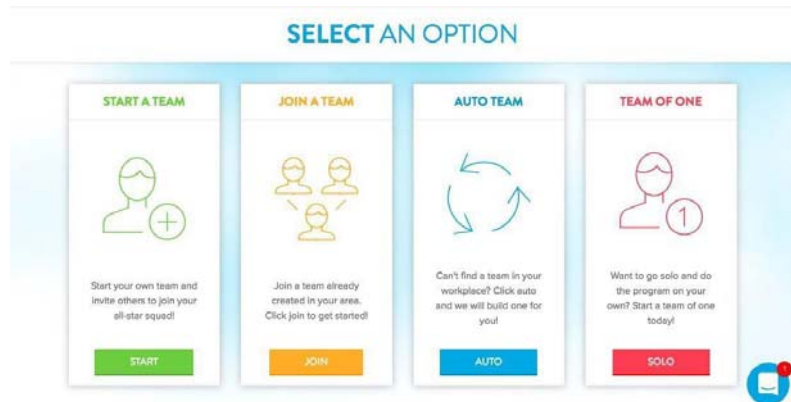 SELECT AN OPTION
START A TEAM
Start your own team and
invite others to join your
all-star squad!
START
JOIN A TEAM
Join a team already
created in your area.
Click join to get started!
JOIN
AUTO TEAM
Can't find a team in your
workplace? Click auto
and we will build one for
you!
AUTO
TEAM OF ONE
1
Want to go solo and do
the program on your
own? Start a team of one
today!
SOLO